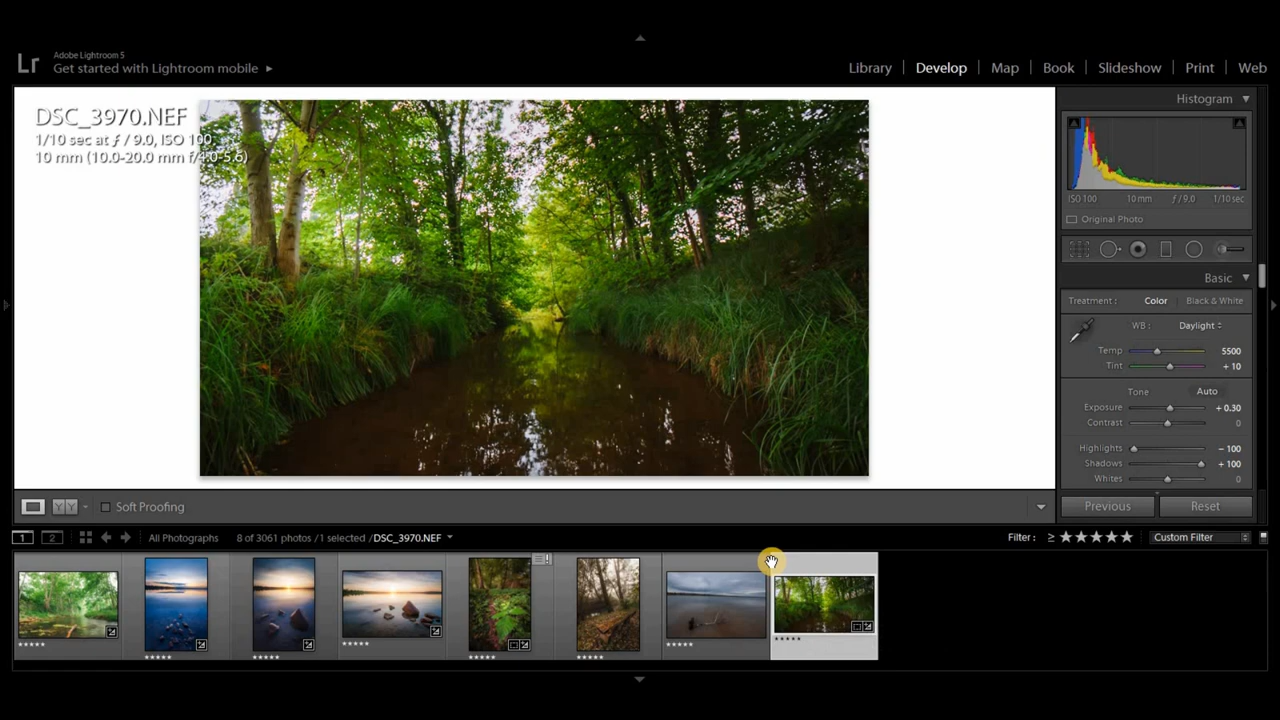 Adobe Lightroom 5
Lr Get started with Lightroom mobile ▸
Library | Develop | Map | Book | Slideshow | Print | Web
DSC_3970.NEF
1/10 sec at ƒ / 9.0, ISO 100
10 mm (10.0-20.0 mm f/4.0-5.6)
Histogram
ISO 100 10 mm ƒ / 9.0 1/10 sec
Original Photo
Basic
Treatment : Color Black & White
WB : Daylight
Temp 5500
Tint + 10
Tone Auto
Exposure + 0.30
Contrast 0
Highlights − 100
Shadows + 100
Whites 0
Previous Reset
YY Soft Proofing
1 2 All Photographs 8 of 3061 photos / 1 selected / DSC_3970.NEF Filter : ≥ ★★★★★ Custom Filter